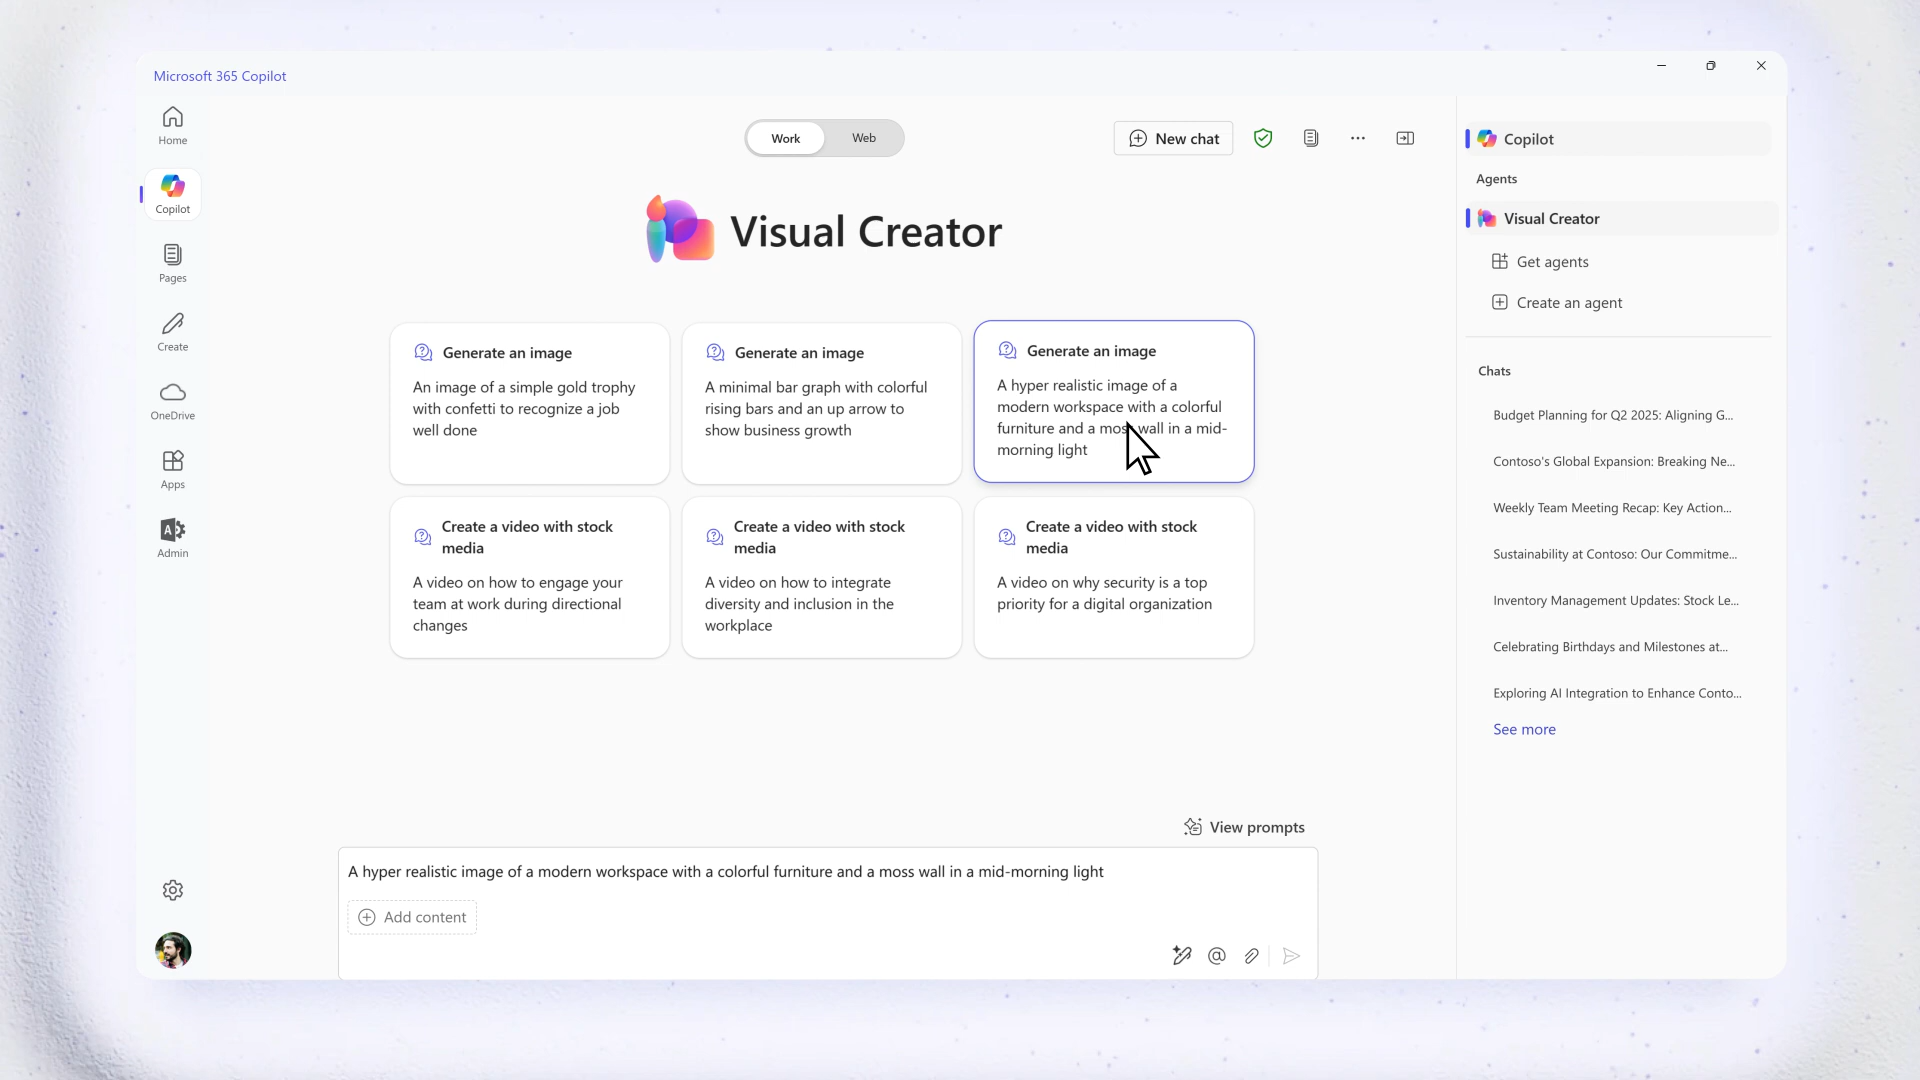 Microsoft 365 Copilot
Home
Copilot
Pages
Create
OneDrive
Apps
Admin
Work
Web
New chat
Visual Creator
Generate an image
An image of a simple gold trophy
with confetti to recognize a job
well done
Generate an image
A minimal bar graph with colorful
rising bars and an up arrow to
show business growth
Generate an image
A hyper realistic image of a
modern workspace with a colorful
furniture and a moss wall in a mid-
morning light
Create a video with stock
media
A video on how to engage your
team at work during directional
changes
Create a video with stock
media
A video on how to integrate
diversity and inclusion in the
workplace
Create a video with stock
media
A video on why security is a top
priority for a digital organization
View prompts
A hyper realistic image of a modern workspace with a colorful furniture and a moss wall in a mid-morning light
Add content
Copilot
Agents
Visual Creator
Get agents
Create an agent
Chats
Budget Planning for Q2 2025: Aligning G...
Contoso's Global Expansion: Breaking Ne...
Weekly Team Meeting Recap: Key Action...
Sustainability at Contoso: Our Commitme...
Inventory Management Updates: Stock Le...
Celebrating Birthdays and Milestones at...
Exploring AI Integration to Enhance Conto...
See more